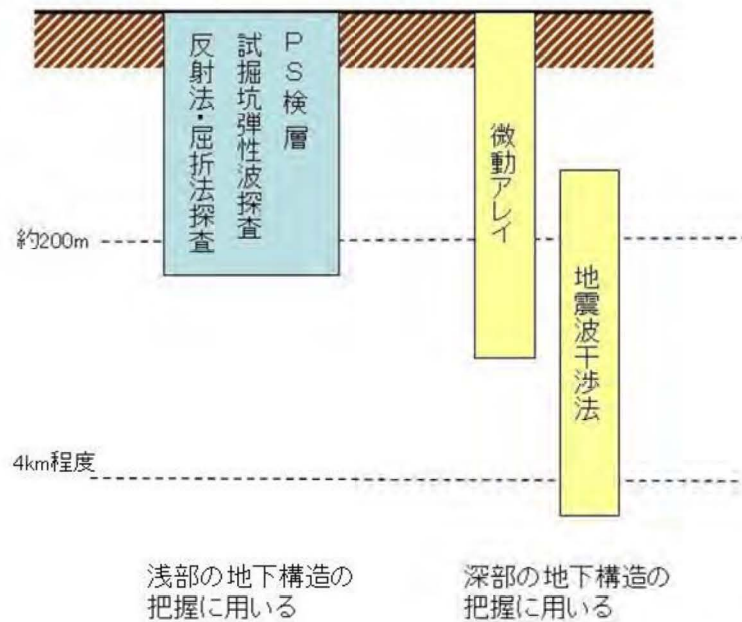 PS検層
試掘坑弾性波探査
反射法・屈折法探査
微動アレイ
地震波干渉法
約200m
4km程度
浅部の地下構造の
把握に用いる
深部の地下構造の
把握に用いる